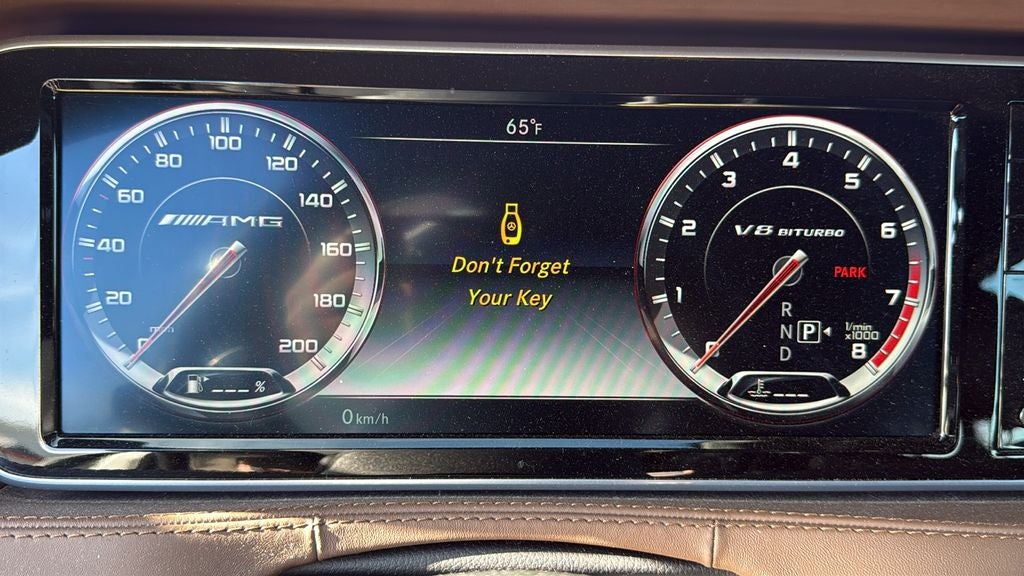 65°F
AMG
0
20
40
60
80
100
120
140
160
180
200
mph
--- %
Don't Forget
Your Key
0 km/h
V8 BITURBO
0
1
2
3
4
5
6
7
8
PARK
R
N P
D
1/min
x1000
---